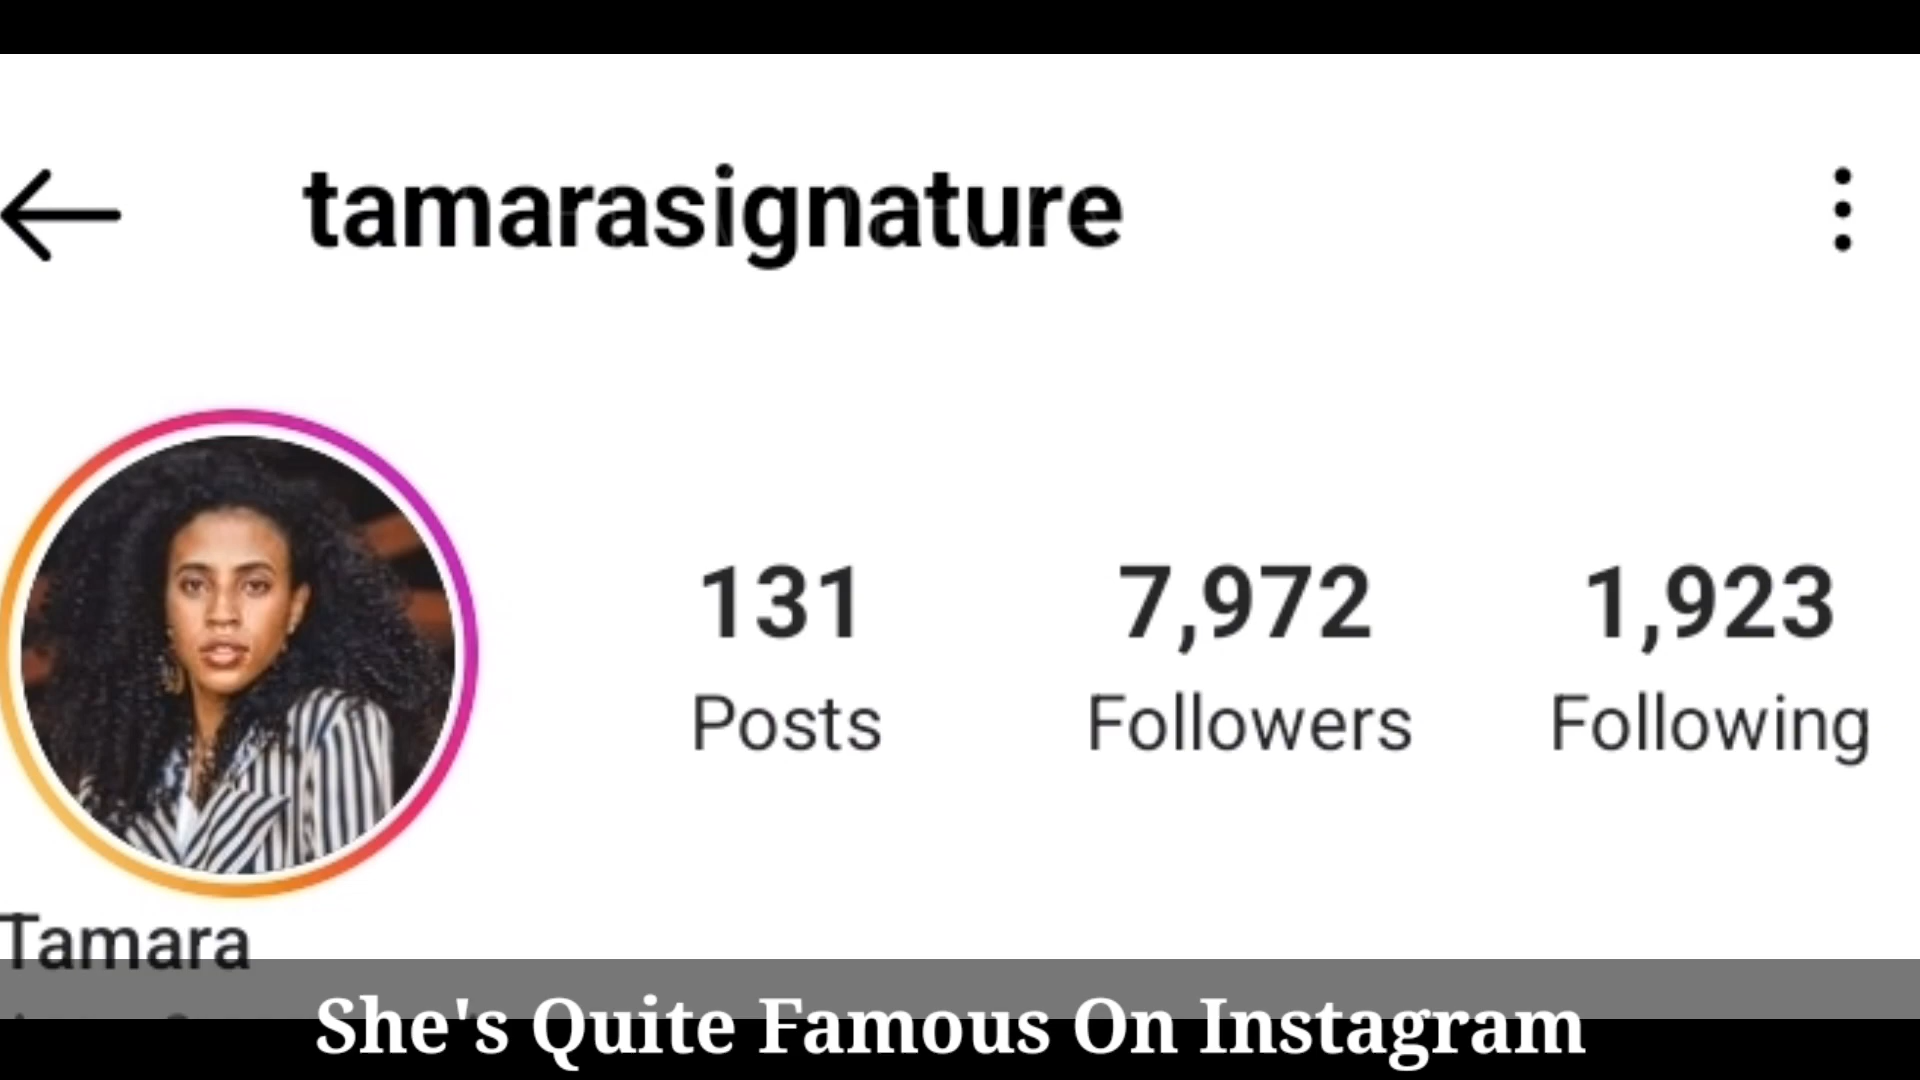 tamarasignature
131 7,972 1,923
Posts Followers Following
Tamara
She's Quite Famous On Instagram